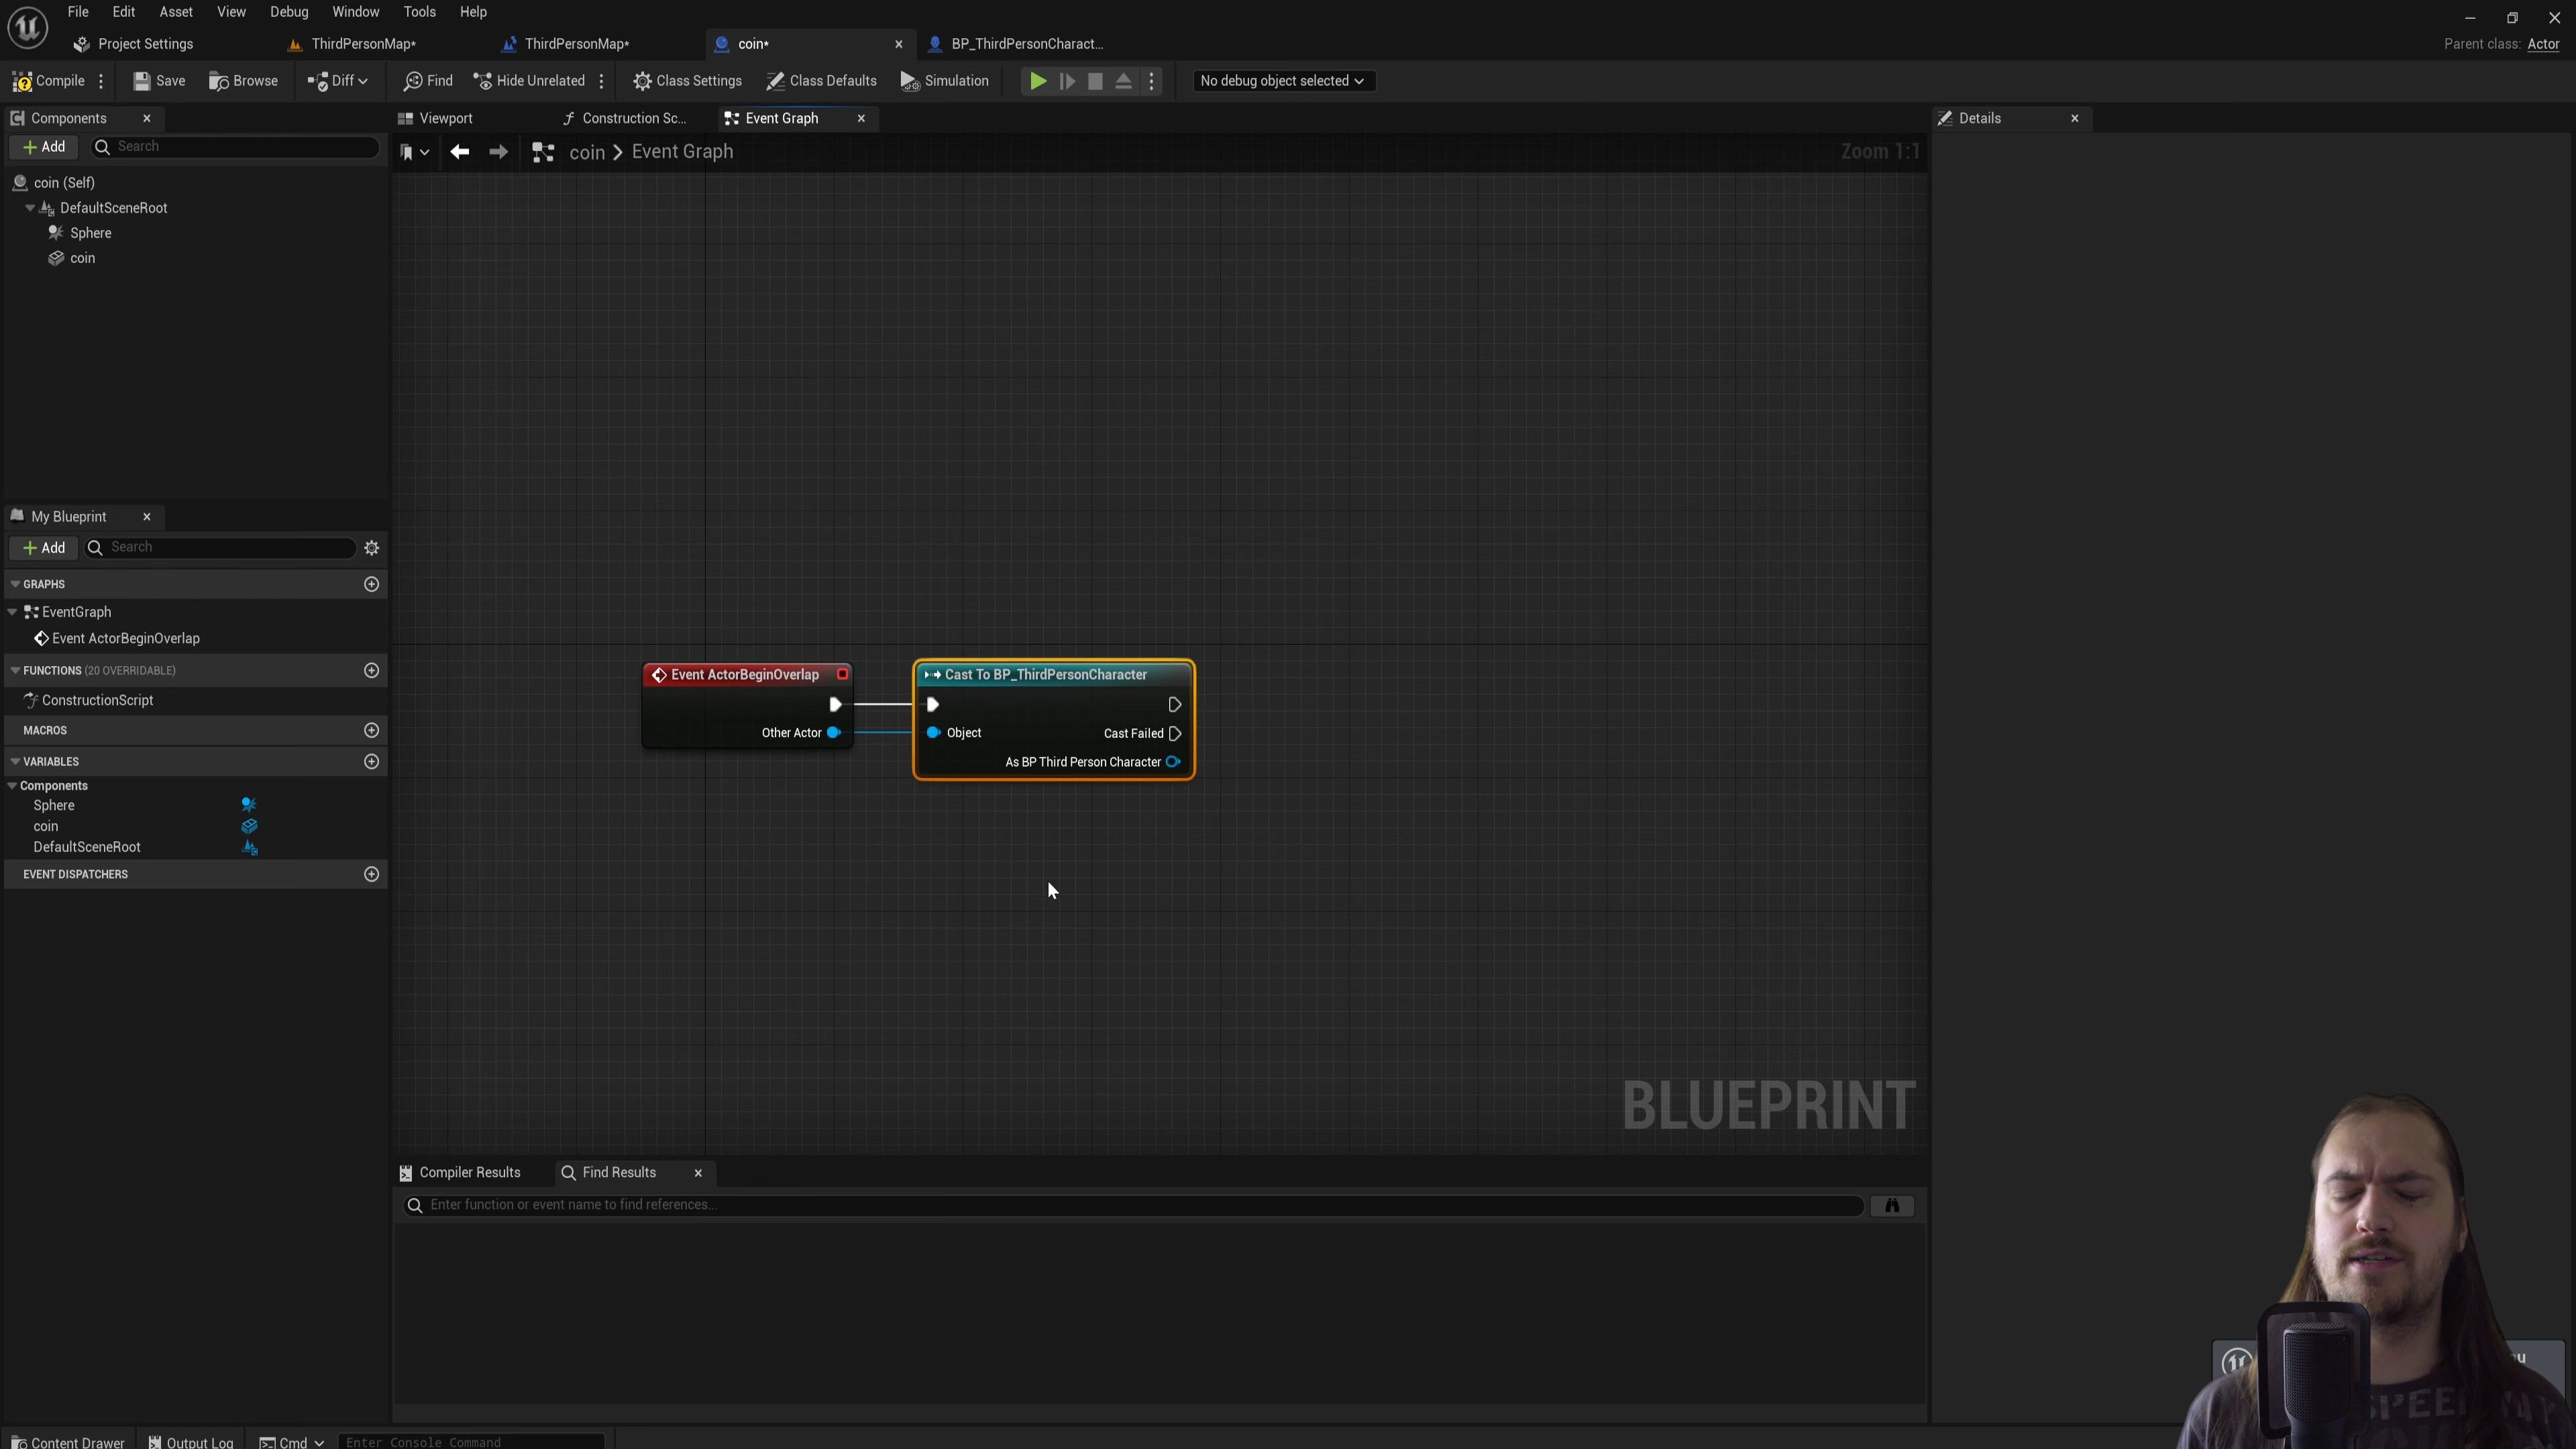 File Edit Asset View Debug Window Tools Help
Project Settings ThirdPersonMap* ThirdPersonMap* coin* BP_ThirdPersonCharact... Parent class: Actor
Compile Save Browse Diff Find Hide Unrelated Class Settings Class Defaults Simulation No debug object selected
Components Viewport Construction Sc... Event Graph Details
Add Search coin > Event Graph Zoom 1:1
coin (Self)
DefaultSceneRoot
Sphere
coin
My Blueprint
Add Search
GRAPHS
EventGraph
Event ActorBeginOverlap
FUNCTIONS (20 OVERRIDABLE)
ConstructionScript
MACROS
VARIABLES
Components
Sphere
coin
DefaultSceneRoot
EVENT DISPATCHERS
Event ActorBeginOverlap
Other Actor
Cast To BP_ThirdPersonCharacter
Object Cast Failed
As BP Third Person Character
BLUEPRINT
Compiler Results Find Results
Enter function or event name to find references...
SPEEDWAY
Content Drawer Output Log Cmd Enter Console Command